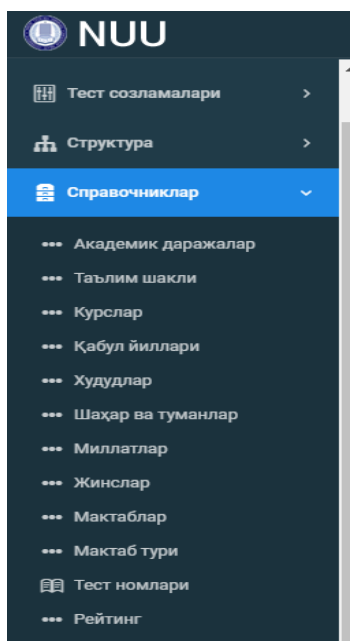 NUU
Тест созламалари
Структура
Справочниклар
Академик даражалар
Таълим шакли
Курслар
Қабул йиллари
Худудлар
Шаҳар ва туманлар
Миллатлар
Жинслар
Мактаблар
Мактаб тури
Тест номлари
Рейтинг